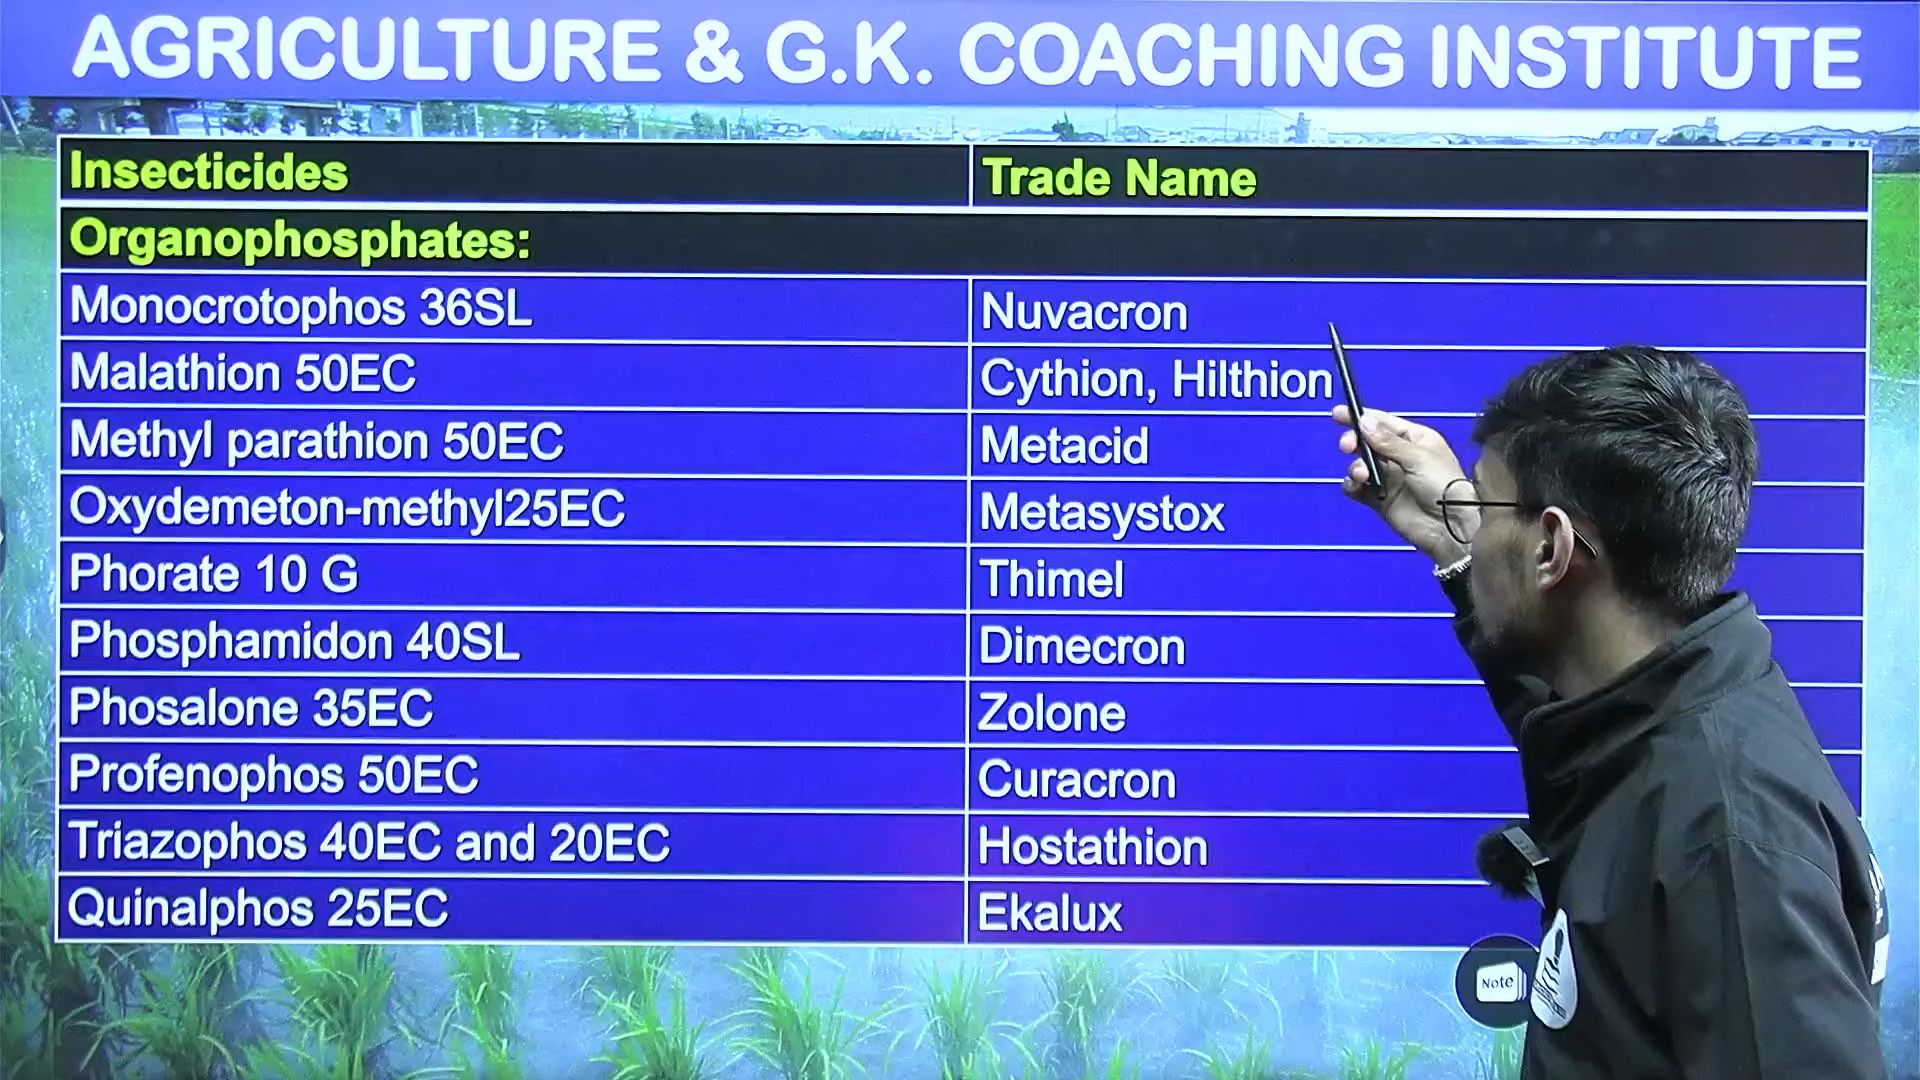 AGRICULTURE & G.K. COACHING INSTITUTE
Insecticides Trade Name
Organophosphates:
Monocrotophos 36SL Nuvacron
Malathion 50EC Cythion, Hilthion
Methyl parathion 50EC Metacid
Oxydemeton-methyl25EC Metasystox
Phorate 10 G Thimel
Phosphamidon 40SL Dimecron
Phosalone 35EC Zolone
Profenophos 50EC Curacron
Triazophos 40EC and 20EC Hostathion
Quinalphos 25EC Ekalux
Note